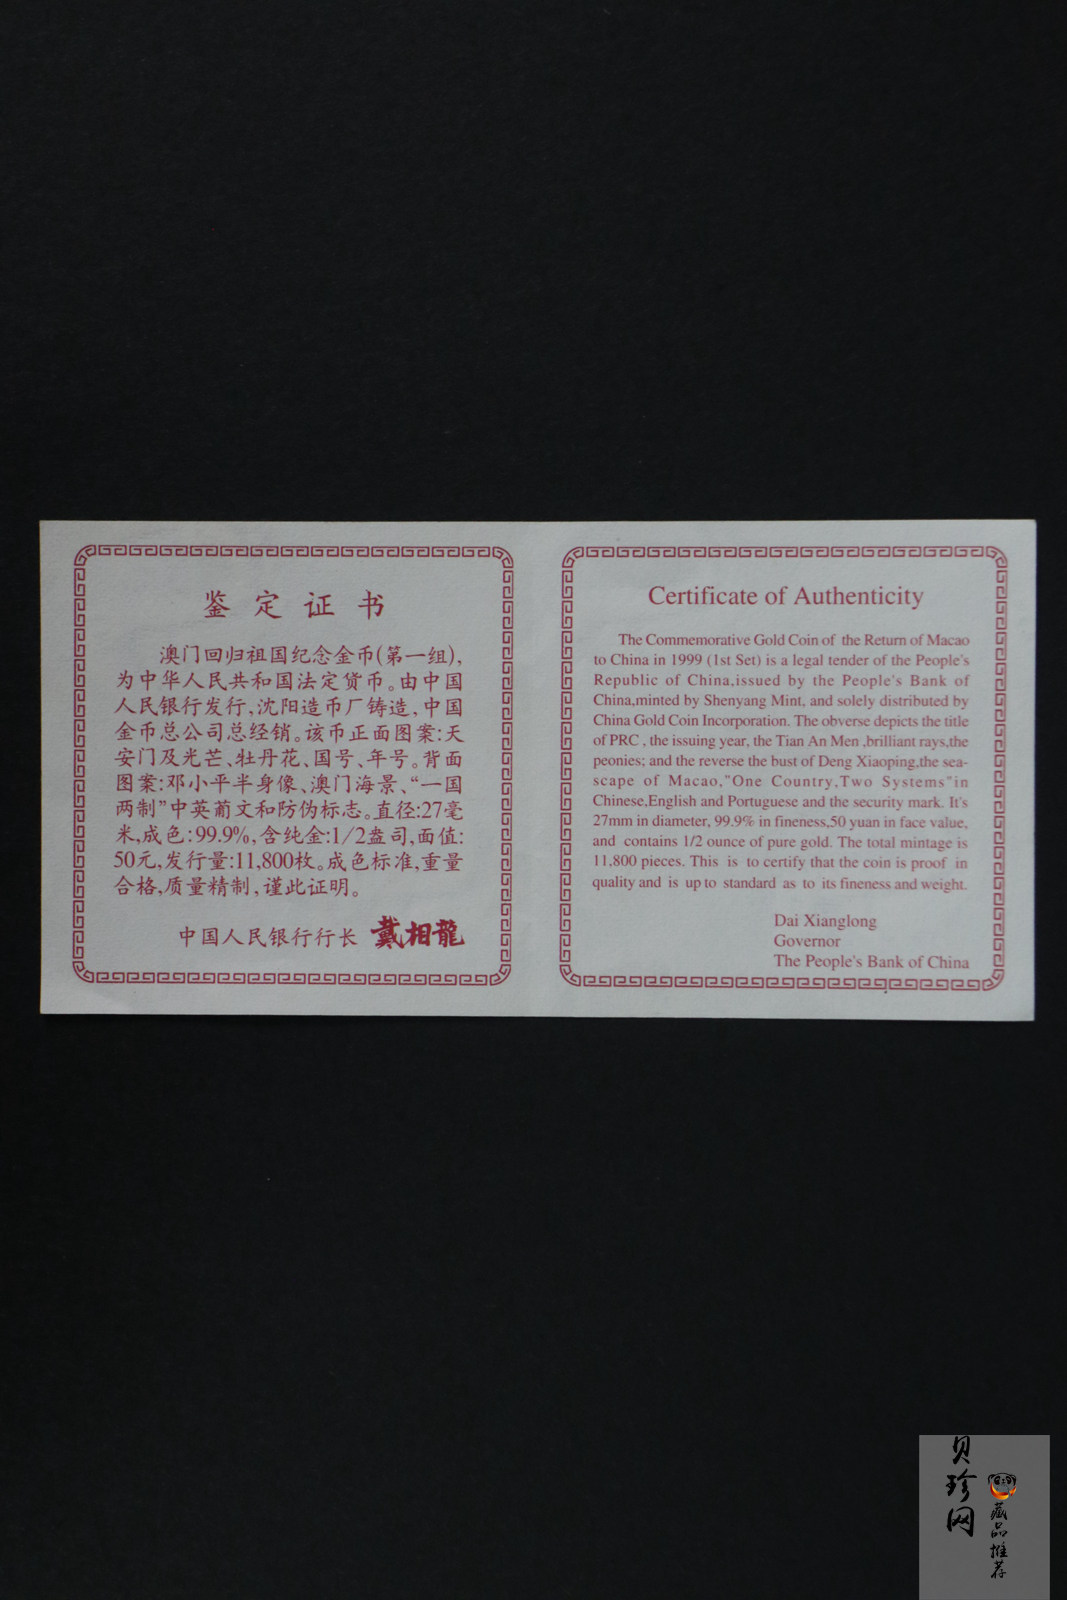 鉴定证书
澳门回归祖国纪念金币(第一组),
为中华人民共和国法定货币。由中国
人民银行发行,沈阳造币厂铸造,中国
金币总公司总经销。该币正面图案:天
安门及光芒、牡丹花、国号、年号。背面
图案:邓小平半身像、澳门海景、“一国
两制”中英葡文和防伪标志。直径:27毫
米,成色:99.9%,含纯金:1/2盎司,面值:
50元,发行量:11,800枚。成色标准,重量
合格,质量精制,谨此证明。
中国人民银行行长 戴相龍
Certificate of Authenticity
The Commemorative Gold Coin of the Return of Macao
to China in 1999 (1st Set) is a legal tender of the People's
Republic of China,issued by the People's Bank of
China,minted by Shenyang Mint, and solely distributed by
China Gold Coin Incorporation. The obverse depicts the title
of PRC , the issuing year, the Tian An Men ,brilliant rays,the
peonies; and the reverse the bust of Deng Xiaoping,the sea-
scape of Macao,"One Country,Two Systems"in
Chinese,English and Portuguese and the security mark. It's
27mm in diameter, 99.9% in fineness,50 yuan in face value,
and contains 1/2 ounce of pure gold. The total mintage is
11,800 pieces. This is to certify that the coin is proof in
quality and is up to standard as to its fineness and weight.
Dai Xianglong
Governor
The People's Bank of China
贝珍网
藏品推荐